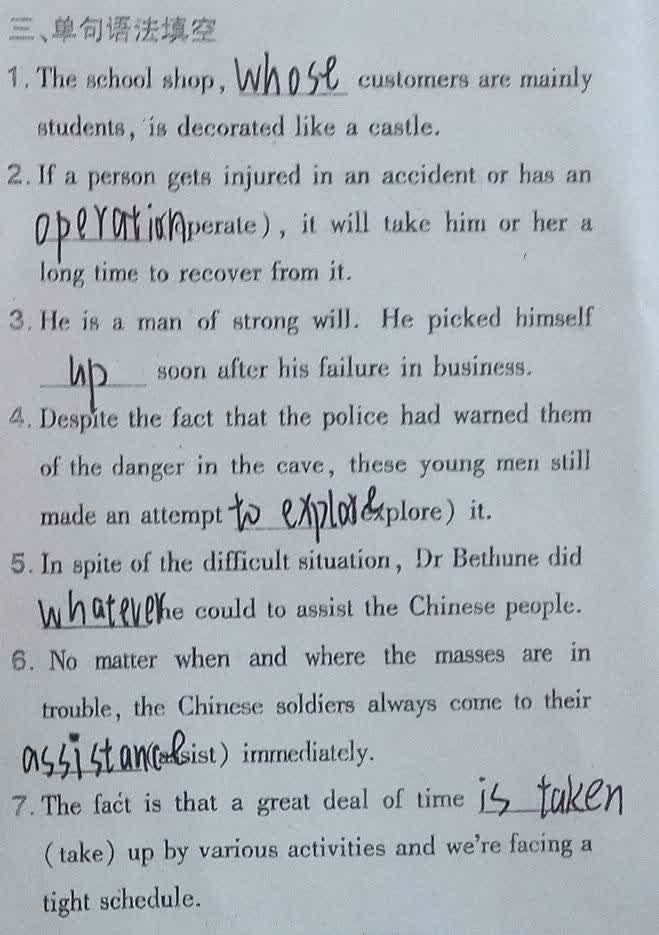 三、单句语法填空
1. The school shop, whose customers are mainly
students, is decorated like a castle.
2. If a person gets injured in an accident or has an
operation perate), it will take him or her a
long time to recover from it.
3. He is a man of strong will. He picked himself
up soon after his failure in business.
4. Despite the fact that the police had warned them
of the danger in the cave, these young men still
made an attempt to explore explore) it.
5. In spite of the difficult situation, Dr Bethune did
whatever he could to assist the Chinese people.
6. No matter when and where the masses are in
trouble, the Chinese soldiers always come to their
assistance (assist) immediately.
7. The fact is that a great deal of time is taken
(take) up by various activities and we're facing a
tight schedule.